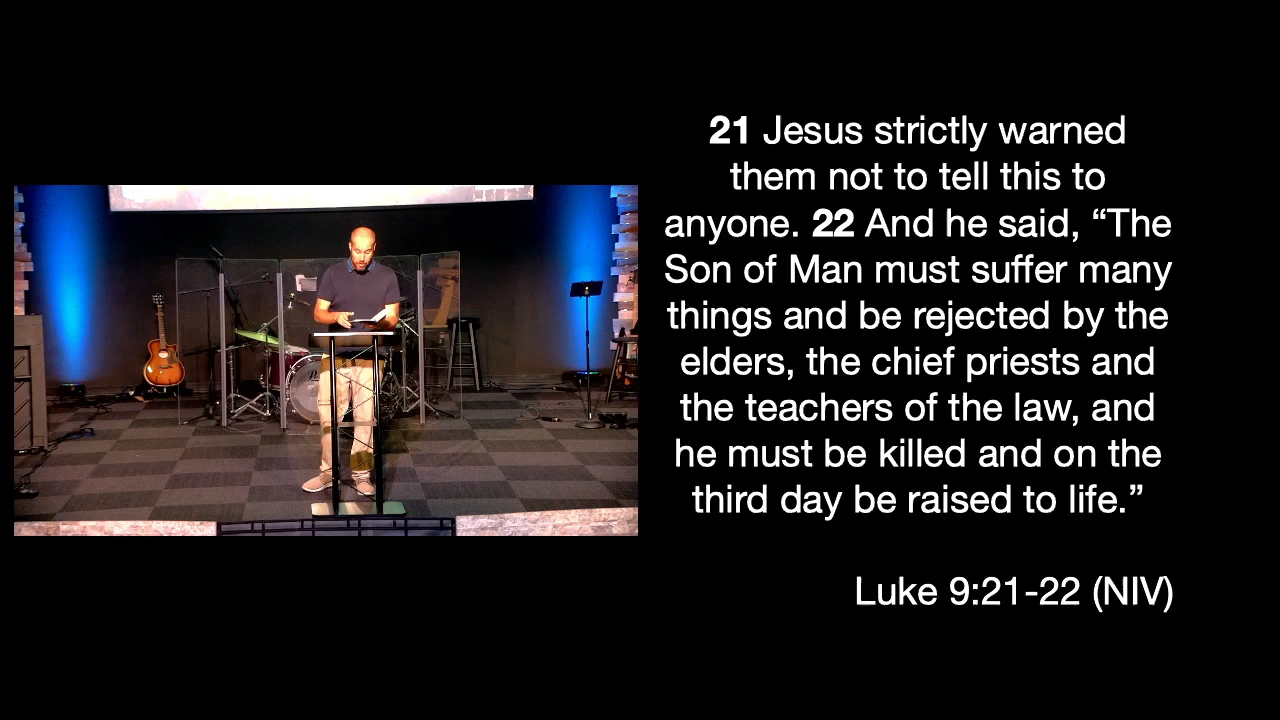 21 Jesus strictly warned
them not to tell this to
anyone. 22 And he said, “The
Son of Man must suffer many
things and be rejected by the
elders, the chief priests and
the teachers of the law, and
he must be killed and on the
third day be raised to life.”
Luke 9:21-22 (NIV)